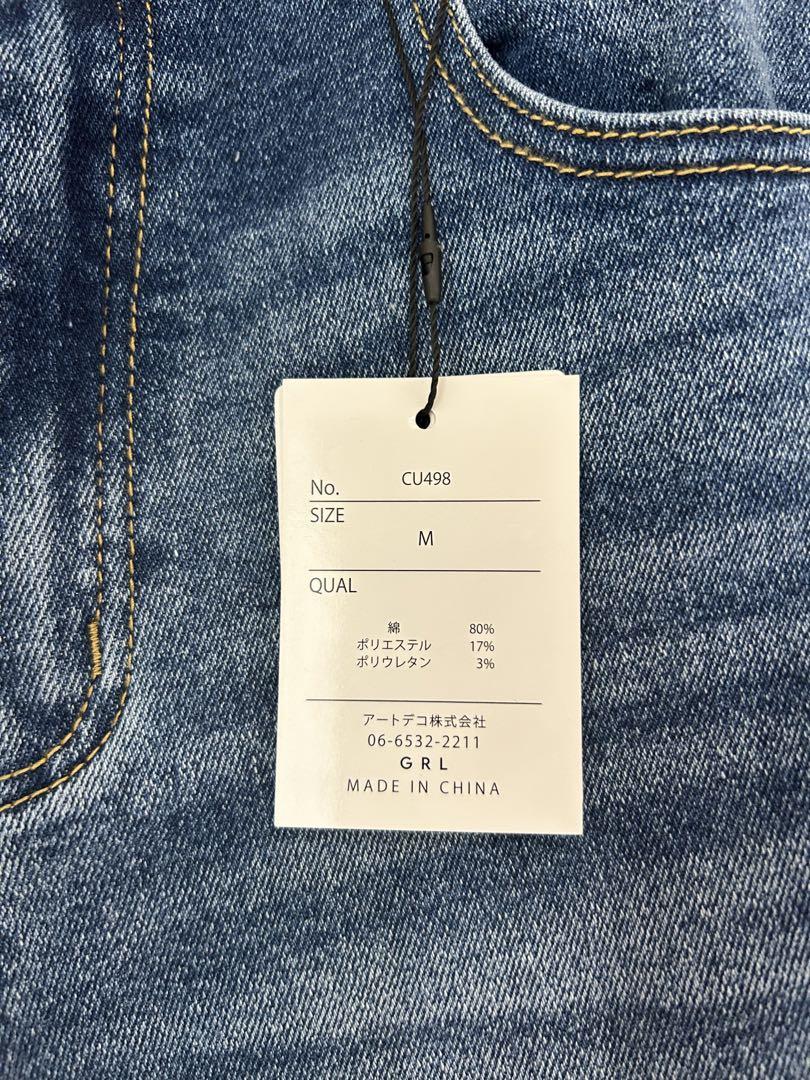 No. CU498
SIZE
M
QUAL
綿 80%
ポリエステル 17%
ポリウレタン 3%
アートデコ株式会社
06-6532-2211
GRL
MADE IN CHINA